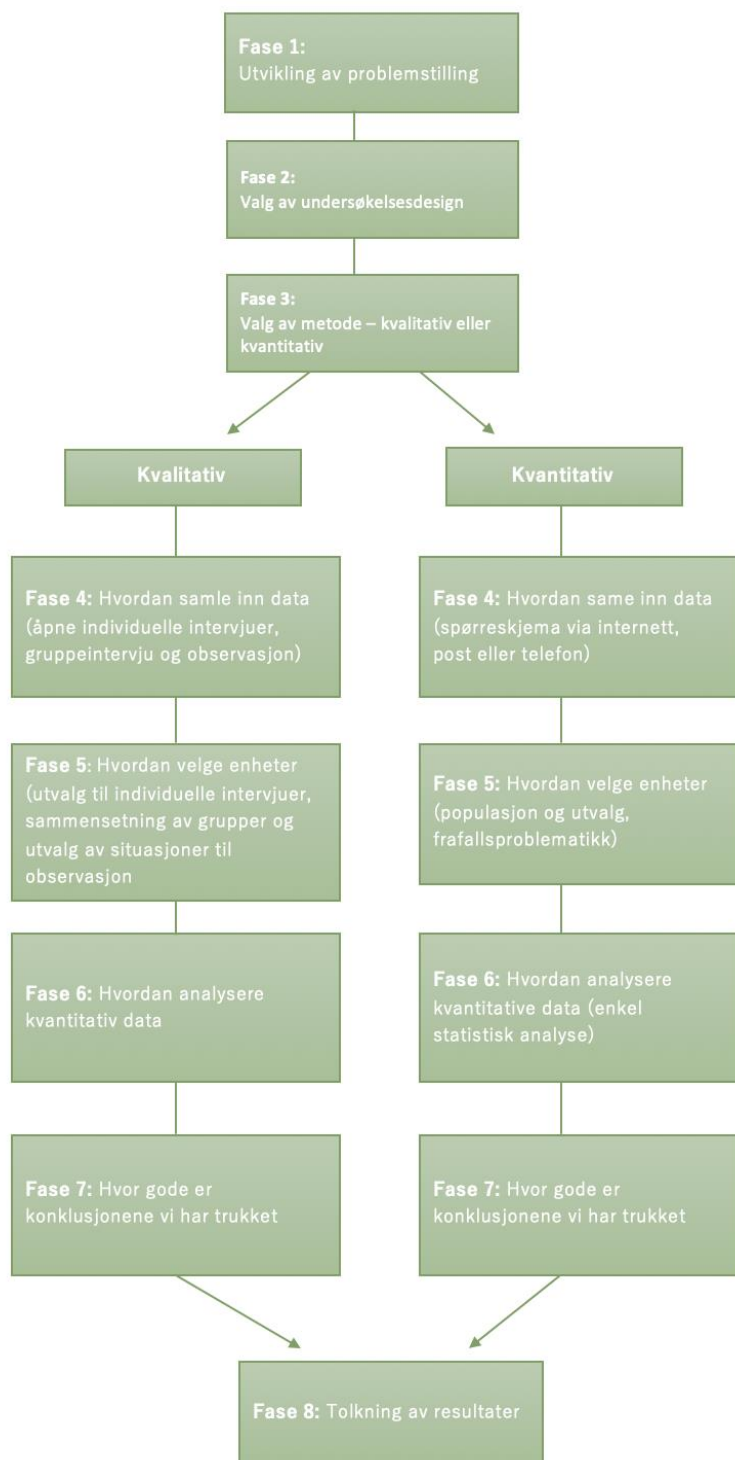 Fase 1:
Utvikling av problemstilling
Fase 2:
Valg av undersøkelsesdesign
Fase 3:
Valg av metode – kvalitativ eller
kvantitativ
Kvalitativ
Kvantitativ
Fase 4: Hvordan samle inn data
(åpne individuelle intervjuer,
gruppeintervju og observasjon)
Fase 4: Hvordan same inn data
(spørreskjema via internett,
post eller telefon)
Fase 5: Hvordan velge enheter
(utvalg til individuelle intervjuer,
sammensetning av grupper og
utvalg av situasjoner til
observasjon
Fase 5: Hvordan velge enheter
(populasjon og utvalg,
frafallsproblematikk)
Fase 6: Hvordan analysere
kvantitativ data
Fase 6: Hvordan analysere
kvantitative data (enkel
statistisk analyse)
Fase 7: Hvor gode er
konklusjonene vi har trukket
Fase 7: Hvor gode er
konklusjonene vi har trukket
Fase 8: Tolkning av resultater